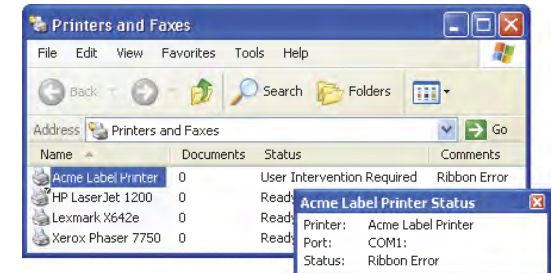 Printers and Faxes
File Edit View Favorites Tools Help
Back Search Folders
Address Printers and Faxes Go
Name Documents Status Comments
Acme Label Printer 0 User Intervention Required Ribbon Error
HP LaserJet 1200 0 Ready
Lexmark X642e 0 Ready
Xerox Phaser 7750 0 Ready
Acme Label Printer Status
Printer: Acme Label Printer
Port: COM1:
Status: Ribbon Error